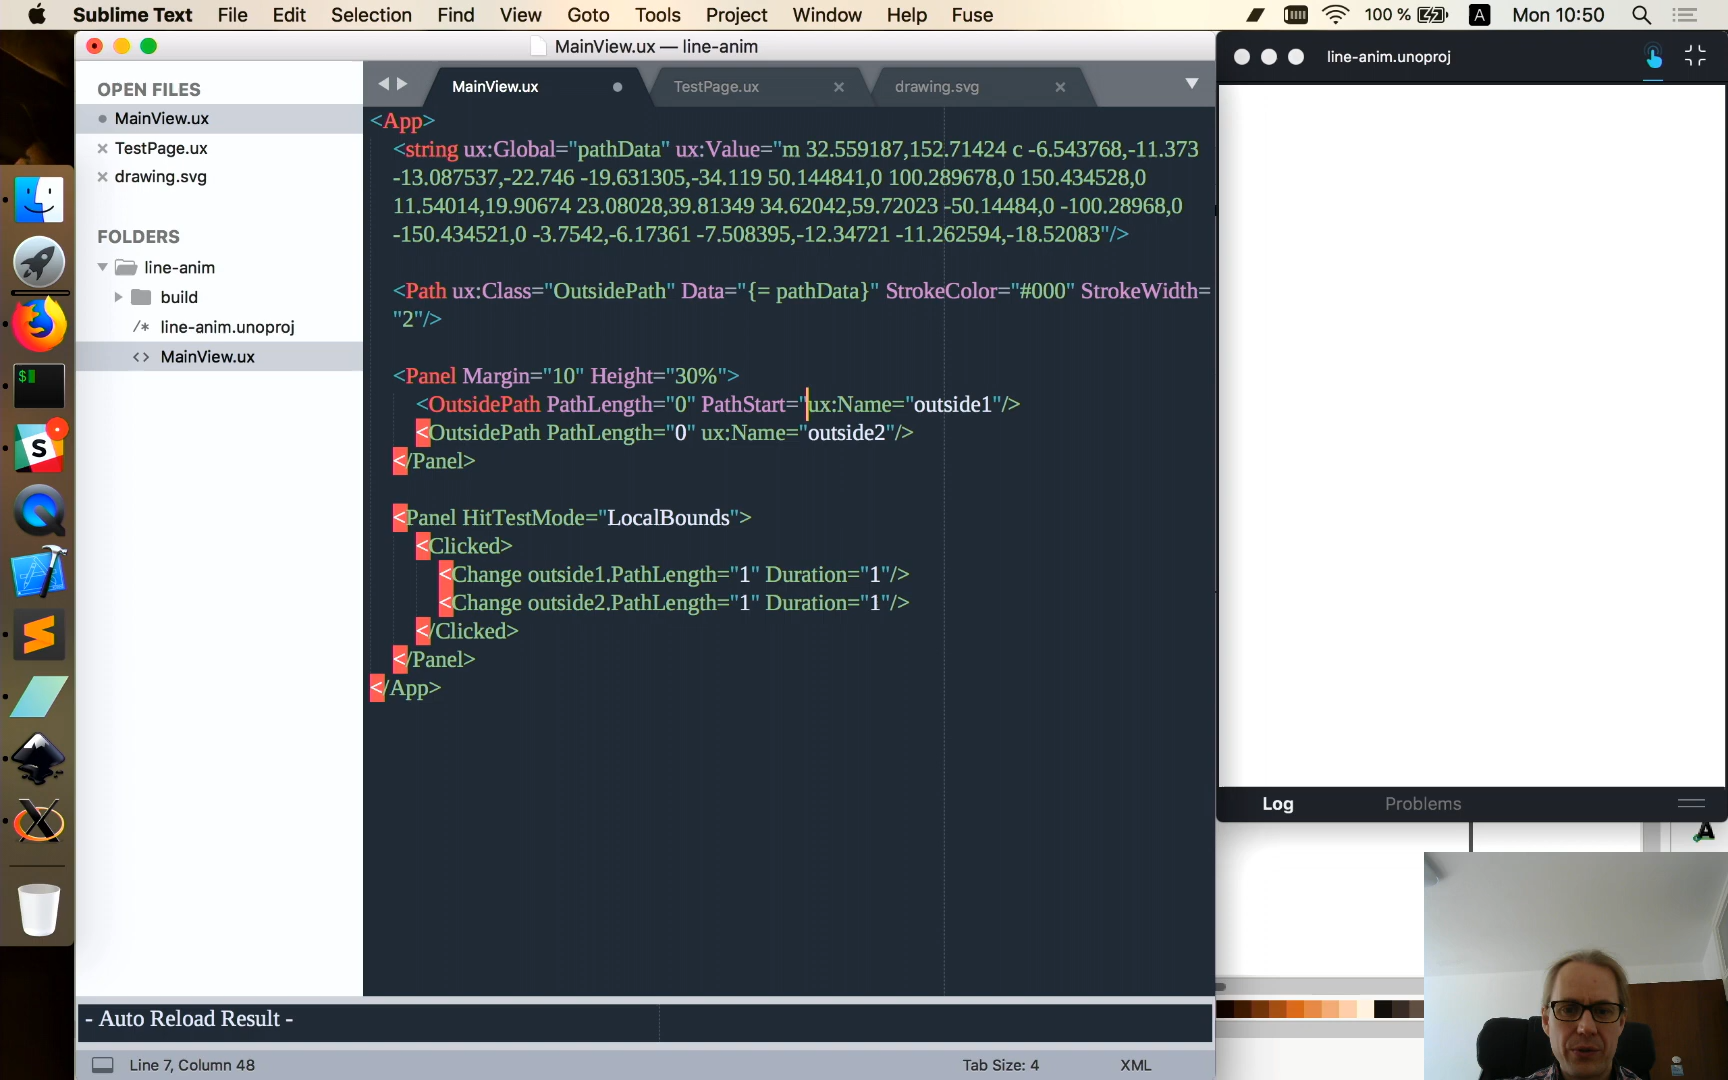 Sublime Text File Edit Selection Find View Goto Tools Project Window Help Fuse 100 % A Mon 10:50
MainView.ux — line-anim
line-anim.unoproj
OPEN FILES
MainView.ux
TestPage.ux
drawing.svg
FOLDERS
line-anim
build
/* line-anim.unoproj
<> MainView.ux
MainView.ux TestPage.ux drawing.svg
<App>
<string ux:Global="pathData" ux:Value="m 32.559187,152.71424 c -6.543768,-11.373
-13.087537,-22.746 -19.631305,-34.119 50.144841,0 100.289678,0 150.434528,0
11.54014,19.90674 23.08028,39.81349 34.62042,59.72023 -50.14484,0 -100.28968,0
-150.434521,0 -3.7542,-6.17361 -7.508395,-12.34721 -11.262594,-18.52083"/>
<Path ux:Class="OutsidePath" Data="{= pathData}" StrokeColor="#000" StrokeWidth=
"2"/>
<Panel Margin="10" Height="30%">
<OutsidePath PathLength="0" PathStart="ux:Name="outside1"/>
<OutsidePath PathLength="0" ux:Name="outside2"/>
</Panel>
<Panel HitTestMode="LocalBounds">
<Clicked>
<Change outside1.PathLength="1" Duration="1"/>
<Change outside2.PathLength="1" Duration="1"/>
</Clicked>
</Panel>
</App>
Log Problems
- Auto Reload Result -
Line 7, Column 48 Tab Size: 4 XML
$
S
A